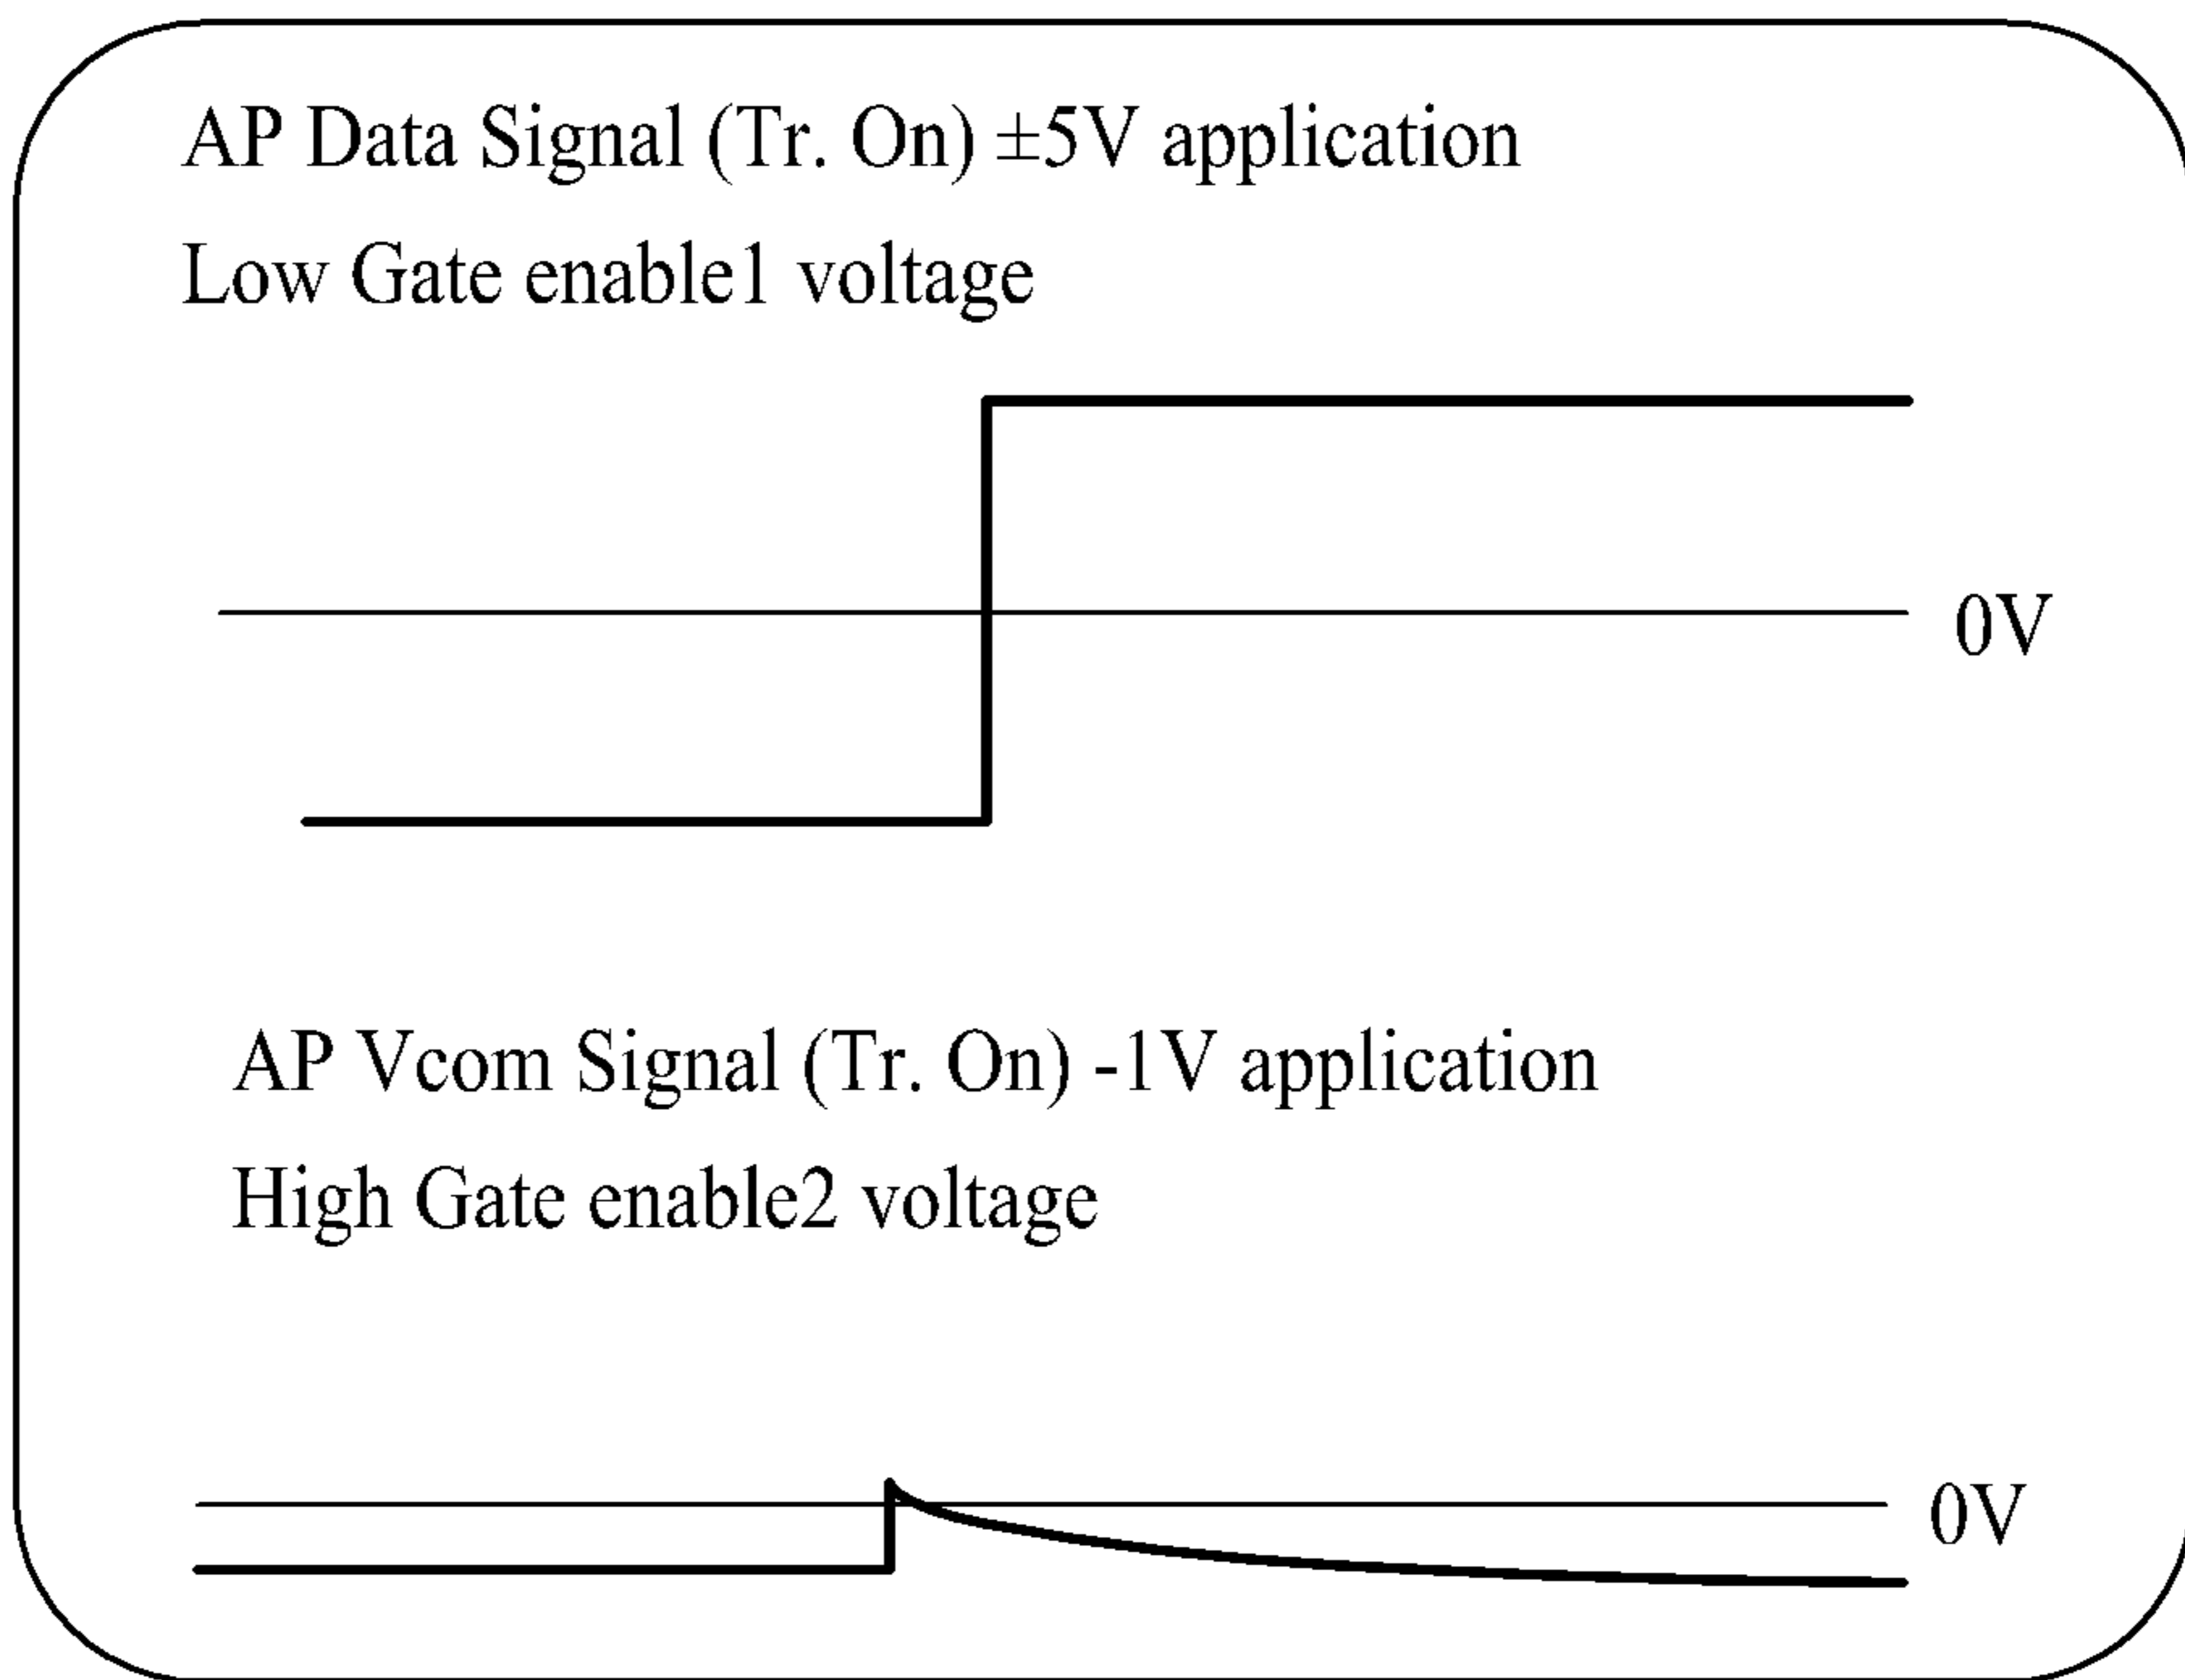 AP Data Signal (Tr. On) ±5V application
Low Gate enable1 voltage
0V
AP Vcom Signal (Tr. On) -1V application
High Gate enable2 voltage
0V